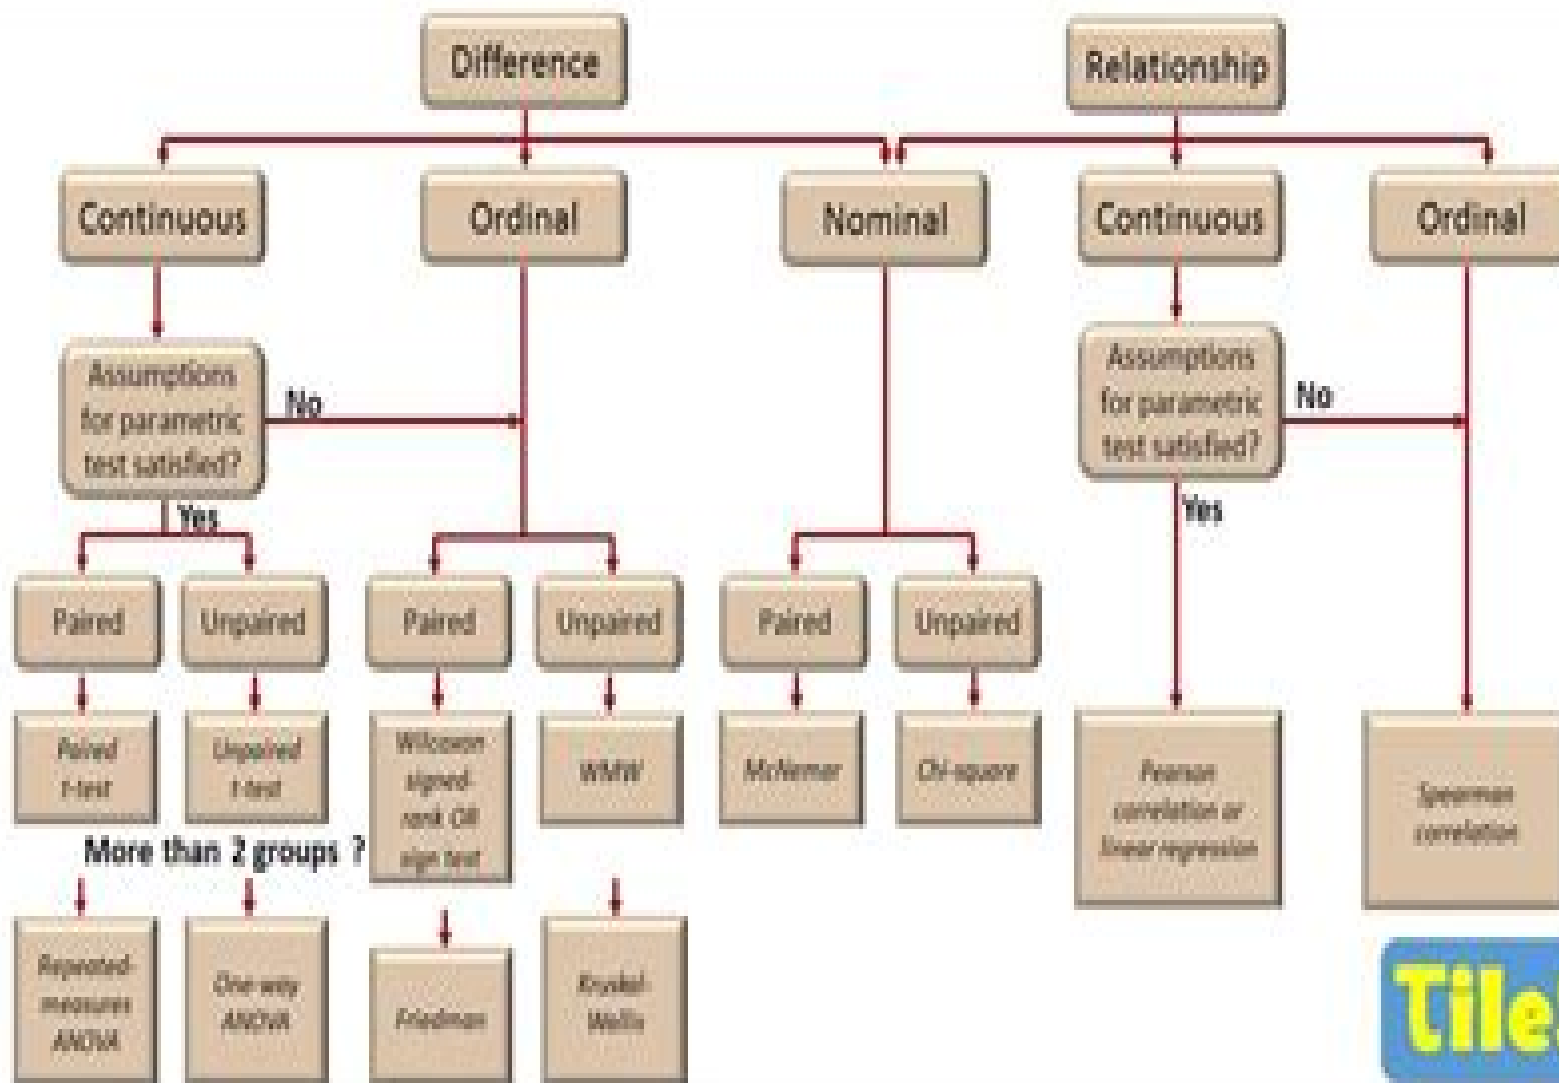 Difference
Relationship
Continuous
Ordinal
Nominal
Continuous
Ordinal
Assumptions
for parametric
test satisfied?
No
Yes
Assumptions
for parametric
test satisfied?
No
Yes
Paired
Unpaired
Paired
Unpaired
Paired
Unpaired
Paired
t-test
Unpaired
t-test
Wilcoxon
signed-
rank OR
sign test
WMW
McNemar
Chi-square
Pearson
correlation or
linear regression
Spearman
correlation
More than 2 groups ?
Repeated-
measures
ANOVA
One-way
ANOVA
Friedman
Kruskal-
Wallis
Tile